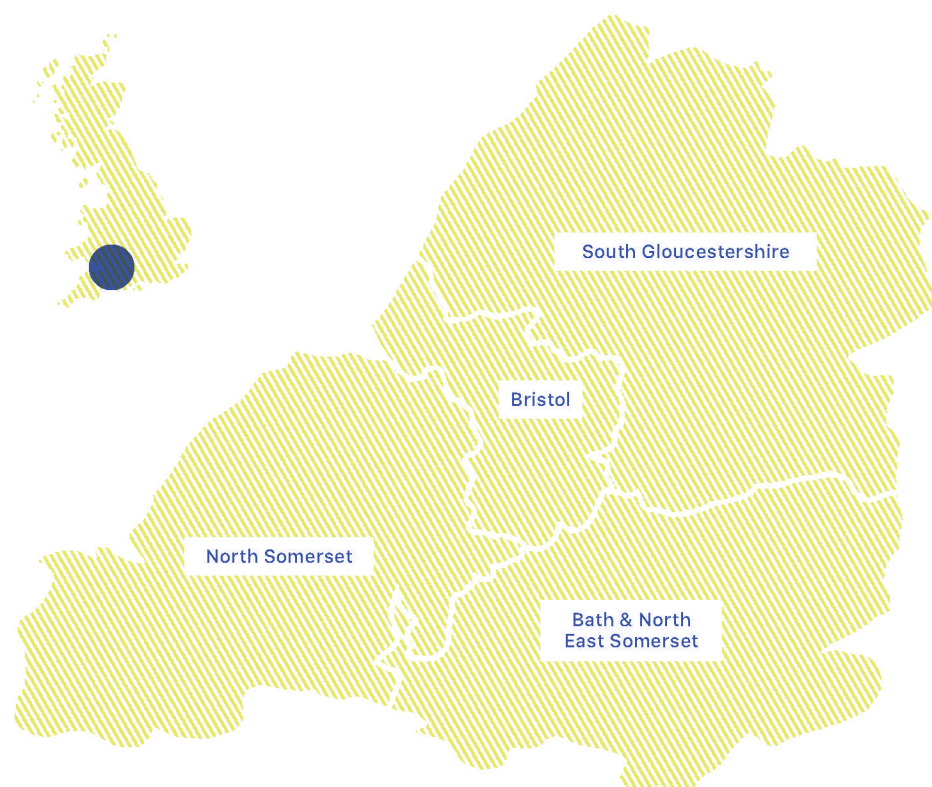 South Gloucestershire
Bristol
North Somerset
Bath & North
East Somerset